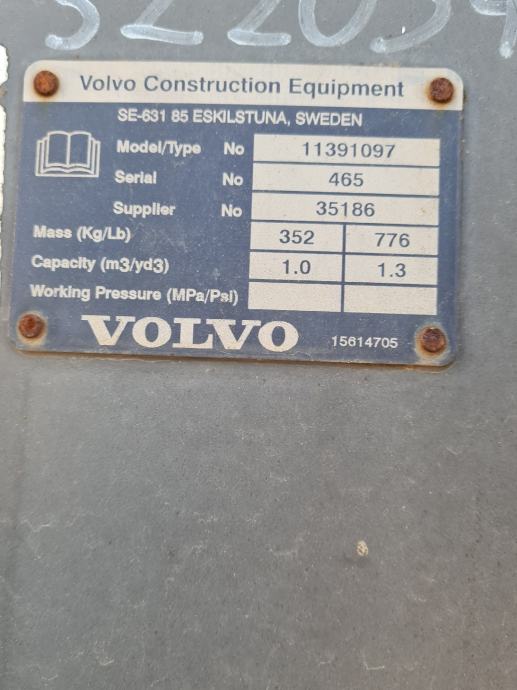 Volvo Construction Equipment
SE-631 85 ESKILSTUNA, SWEDEN
Model/Type No 11391097
Serial No 465
Supplier No 35186
Mass (Kg/Lb) 352 776
Capacity (m3/yd3) 1.0 1.3
Working Pressure (MPa/Psi)
VOLVO 15614705